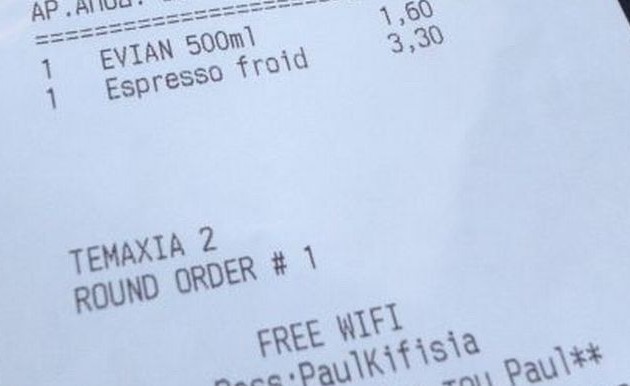 =====================
1 EVIAN 500ml 1,60
1 Espresso froid 3,30
TEMAXIA 2
ROUND ORDER # 1
FREE WIFI
Pass:PaulKifisia
Paul**